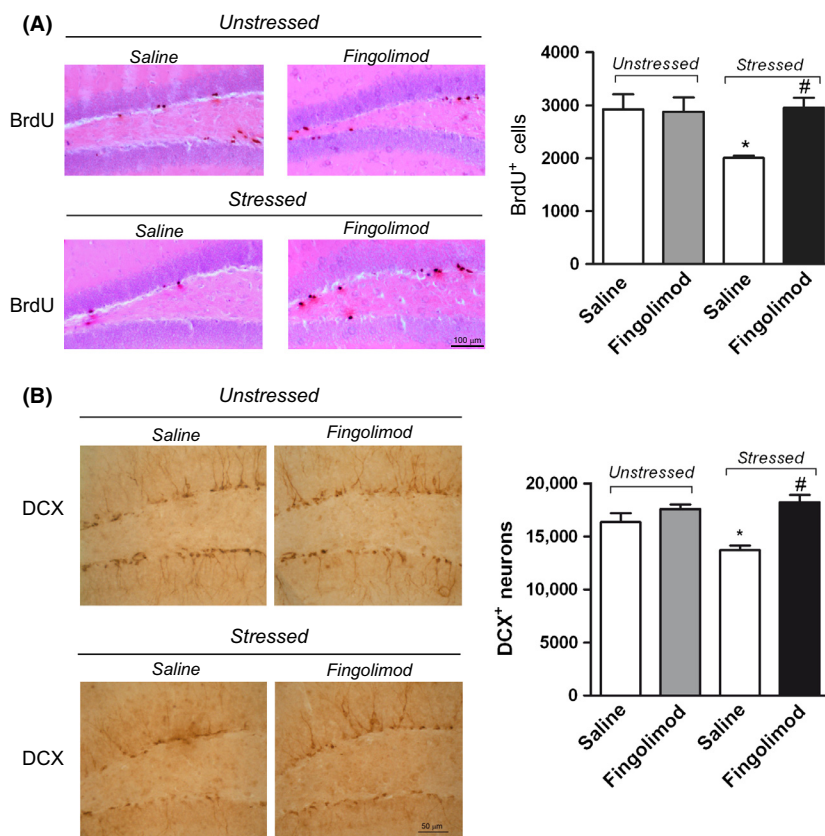 (A)
Unstressed
Saline Fingolimod
BrdU
Stressed
Saline Fingolimod
BrdU
100 µm
4000
3000
2000
1000
0
BrdU⁺ cells
Unstressed Stressed
*
#
Saline Fingolimod Saline Fingolimod
(B)
Unstressed
Saline Fingolimod
DCX
Stressed
Saline Fingolimod
DCX
50 µm
20,000
15,000
10,000
5000
0
DCX⁺ neurons
Unstressed Stressed
*
#
Saline Fingolimod Saline Fingolimod